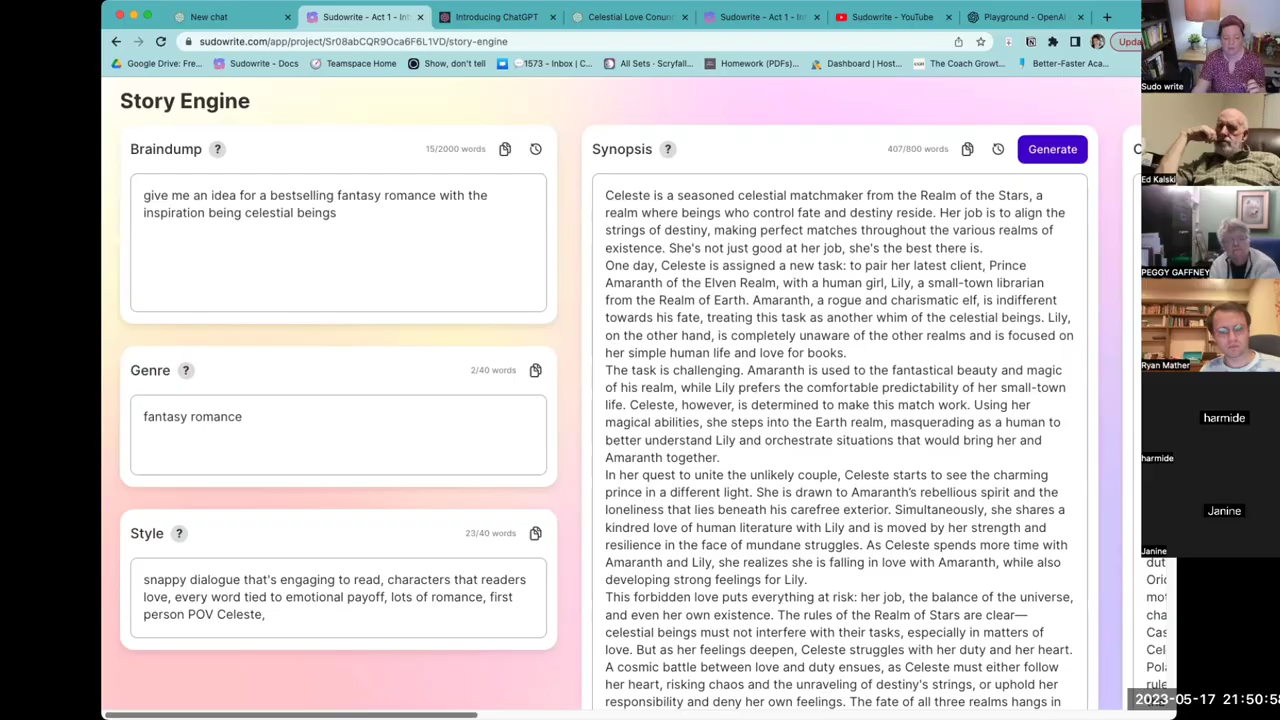 New chat
Sudowrite - Act 1 - Int
Introducing ChatGPT
Celestial Love Conun
Sudowrite - Act 1 - In
Sudowrite - YouTube
Playground - OpenAI
sudowrite.com/app/project/Sr08abCQR9Oca6F6L1VD/story-engine
Upda
Google Drive: Free...
Sudowrite - Docs
Teamspace Home
Show, don't tell
1573 - Inbox | C...
All Sets · Scryfall...
Homework (PDFs)...
Dashboard | Host...
The Coach Growt...
Better-Faster Aca...
Story Engine
Braindump ?
15/2000 words
give me an idea for a bestselling fantasy romance with the
inspiration being celestial beings
Genre ?
2/40 words
fantasy romance
Style ?
23/40 words
snappy dialogue that's engaging to read, characters that readers
love, every word tied to emotional payoff, lots of romance, first
person POV Celeste,
Synopsis ?
407/800 words
Generate
Celeste is a seasoned celestial matchmaker from the Realm of the Stars, a
realm where beings who control fate and destiny reside. Her job is to align the
strings of destiny, making perfect matches throughout the various realms of
existence. She's not just good at her job, she's the best there is.
One day, Celeste is assigned a new task: to pair her latest client, Prince
Amaranth of the Elven Realm, with a human girl, Lily, a small-town librarian
from the Realm of Earth. Amaranth, a rogue and charismatic elf, is indifferent
towards his fate, treating this task as another whim of the celestial beings. Lily,
on the other hand, is completely unaware of the other realms and is focused on
her simple human life and love for books.
The task is challenging. Amaranth is used to the fantastical beauty and magic
of his realm, while Lily prefers the comfortable predictability of her small-town
life. Celeste, however, is determined to make this match work. Using her
magical abilities, she steps into the Earth realm, masquerading as a human to
better understand Lily and orchestrate situations that would bring her and
Amaranth together.
In her quest to unite the unlikely couple, Celeste starts to see the charming
prince in a different light. She is drawn to Amaranth's rebellious spirit and the
loneliness that lies beneath his carefree exterior. Simultaneously, she shares a
kindred love of human literature with Lily and is moved by her strength and
resilience in the face of mundane struggles. As Celeste spends more time with
Amaranth and Lily, she realizes she is falling in love with Amaranth, while also
developing strong feelings for Lily.
This forbidden love puts everything at risk: her job, the balance of the universe,
and even her own existence. The rules of the Realm of Stars are clear—
celestial beings must not interfere with their tasks, especially in matters of
love. But as her feelings deepen, Celeste struggles with her duty and her heart.
A cosmic battle between love and duty ensues, as Celeste must either follow
her heart, risking chaos and the unraveling of destiny's strings, or uphold her
responsibility and deny her own feelings. The fate of all three realms hangs in
Sudo write
Ed Kalski
PEGGY GAFFNEY
Ryan Mather
harmide
harmide
Janine
Janine
dut
Orio
mot
cha
Cas
Cel
Pola
rule
2023-05-17 21:50:5